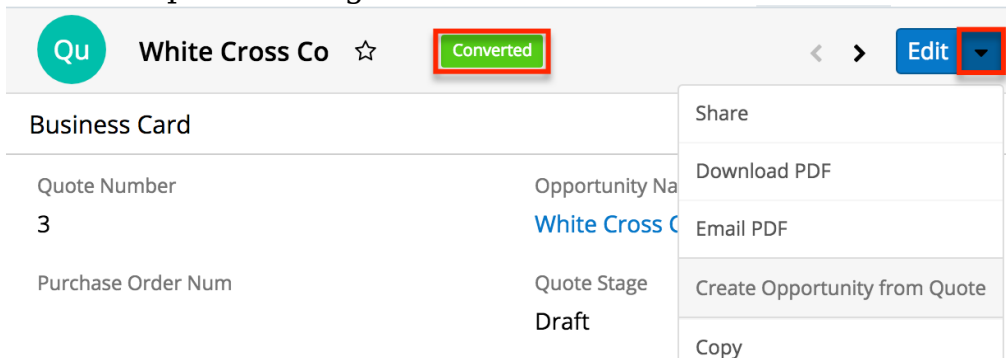 Qu White Cross Co Converted Edit
Business Card
Share
Download PDF
Quote Number
Opportunity Na
3
White Cross
Email PDF
Purchase Order Num
Quote Stage
Create Opportunity from Quote
Draft
Copy